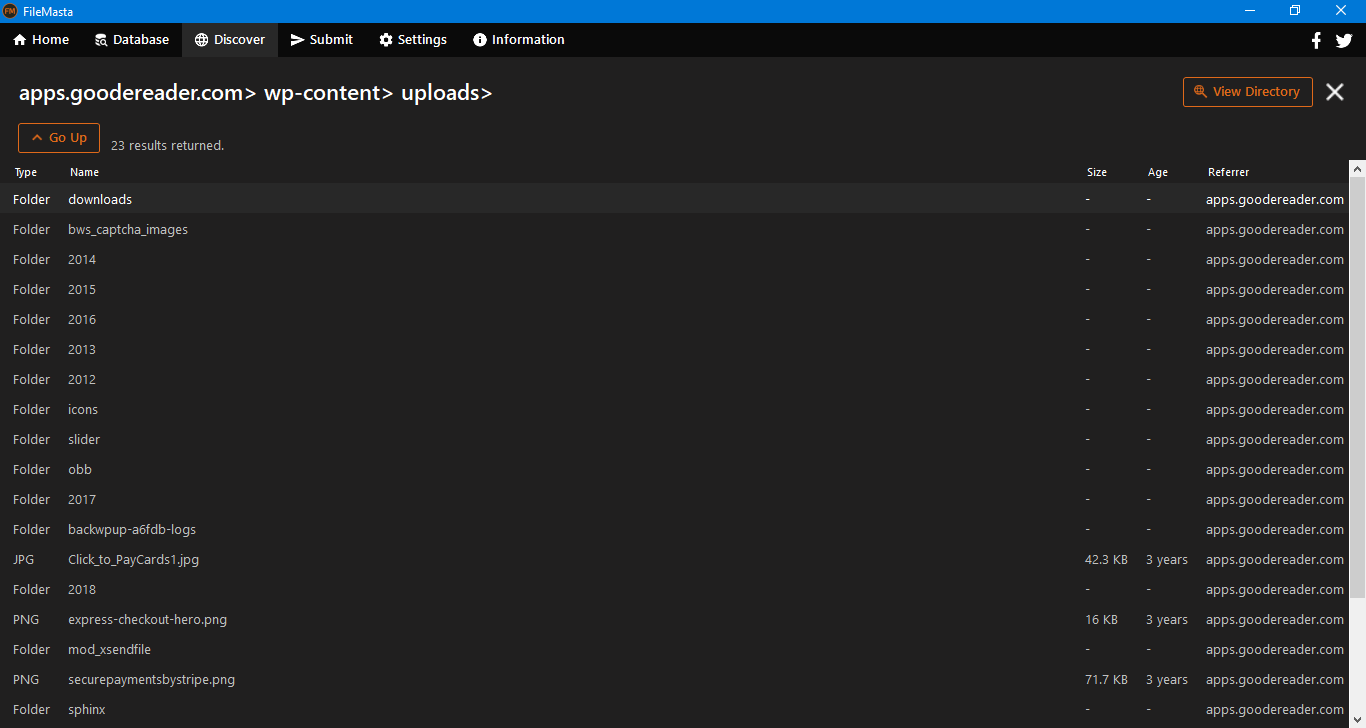 FM FileMasta
Home Database Discover Submit Settings Information
apps.goodereader.com> wp-content> uploads> View Directory
Go Up 23 results returned.
Type Name Size Age Referrer
Folder downloads - - apps.goodereader.com
Folder bws_captcha_images - - apps.goodereader.com
Folder 2014 - - apps.goodereader.com
Folder 2015 - - apps.goodereader.com
Folder 2016 - - apps.goodereader.com
Folder 2013 - - apps.goodereader.com
Folder 2012 - - apps.goodereader.com
Folder icons - - apps.goodereader.com
Folder slider - - apps.goodereader.com
Folder obb - - apps.goodereader.com
Folder 2017 - - apps.goodereader.com
Folder backwpup-a6fdb-logs - - apps.goodereader.com
JPG Click_to_PayCards1.jpg 42.3 KB 3 years apps.goodereader.com
Folder 2018 - - apps.goodereader.com
PNG express-checkout-hero.png 16 KB 3 years apps.goodereader.com
Folder mod_xsendfile - - apps.goodereader.com
PNG securepaymentsbystripe.png 71.7 KB 3 years apps.goodereader.com
Folder sphinx - - apps.goodereader.com